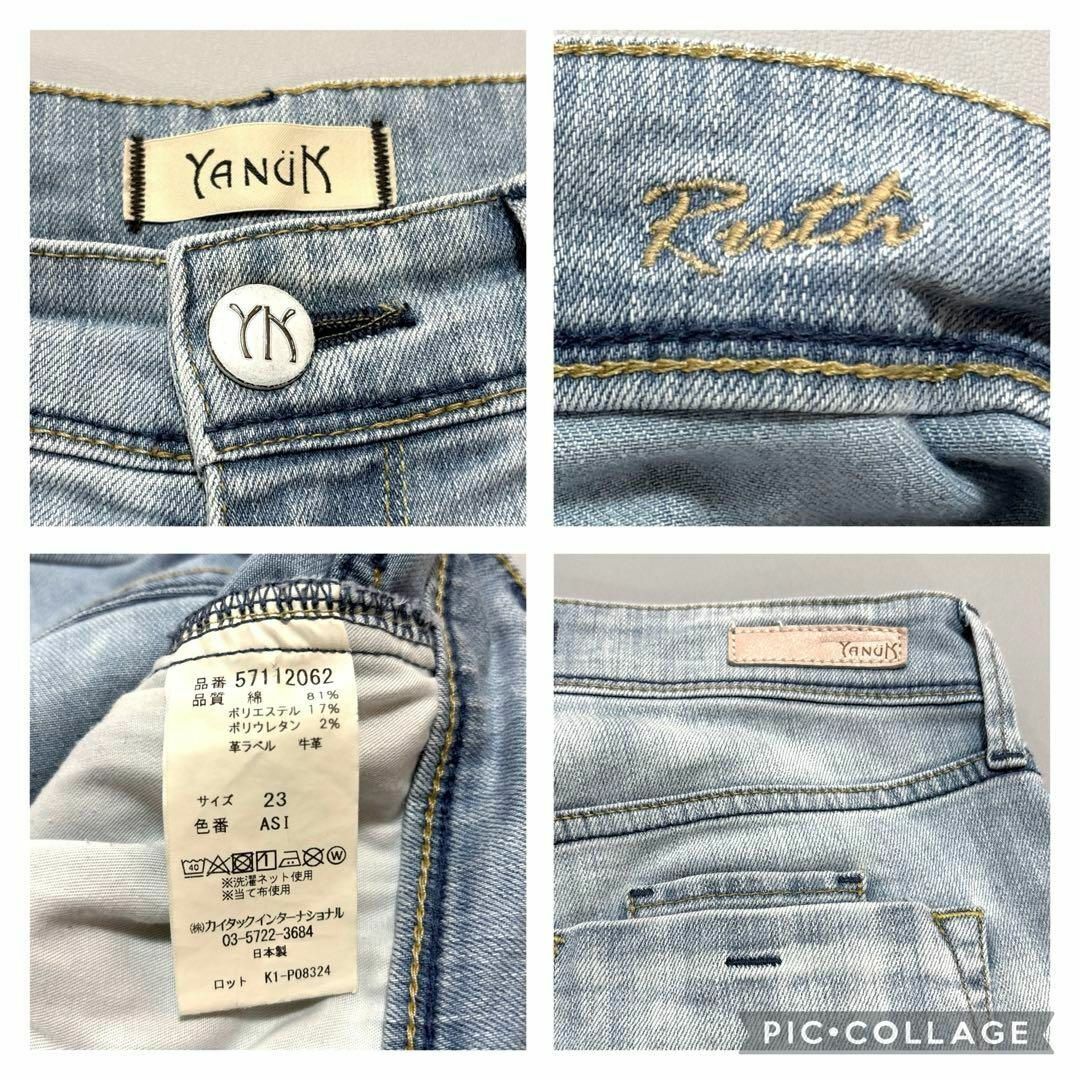 YANÜK
YK
Ruth
品番 57112062
品質 綿 81%
ポリエステル 17%
ポリウレタン 2%
革ラベル 牛革
サイズ 23
色番 ASI
40 1 W
※洗濯ネット使用
※当て布使用
㈱カイタックインターナショナル
03-5722-3684
日本製
ロット K1-P08324
YANÜK
PIC•COLLAGE